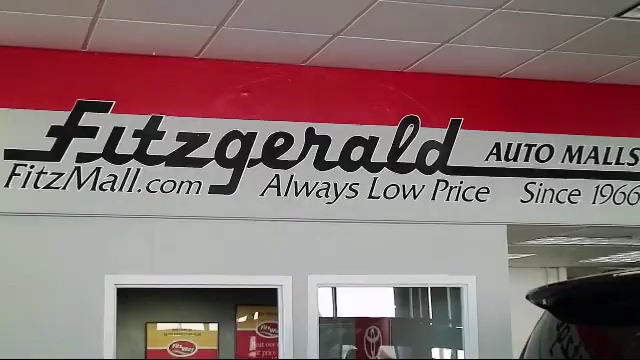 Fitzgerald AUTO MALLS
FitzMall.com Always Low Price Since 1966